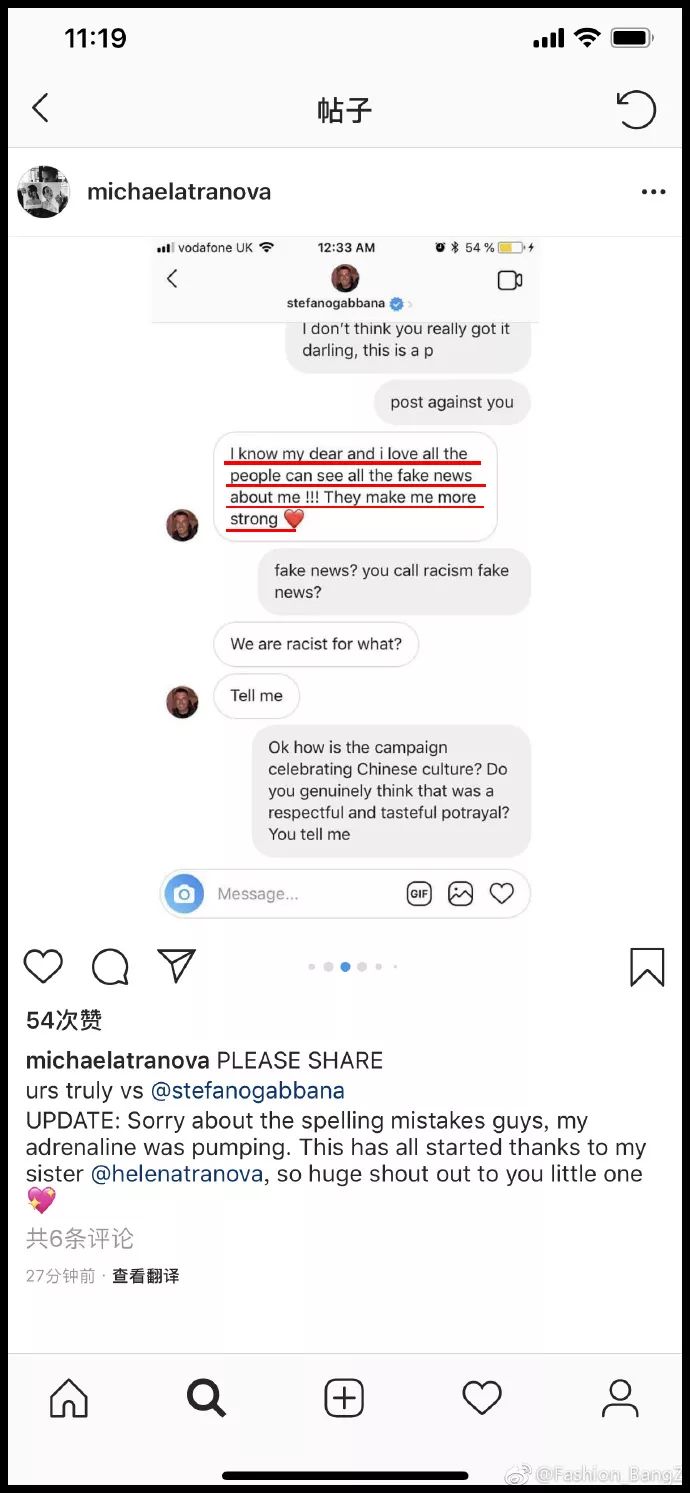 11:19
帖子
michaelatranova
vodafone UK
12:33 AM
54 %
stefanogabbana
I don't think you really got it
darling, this is a p
post against you
I know my dear and i love all the
people can see all the fake news
about me !!! They make me more
strong ❤️
fake news? you call racism fake
news?
We are racist for what?
Tell me
Ok how is the campaign
celebrating Chinese culture? Do
you genuinely think that was a
respectful and tasteful potrayal?
You tell me
Message...
GIF
54次赞
michaelatranova PLEASE SHARE
urs truly vs @stefanogabbana
UPDATE: Sorry about the spelling mistakes guys, my
adrenaline was pumping. This has all started thanks to my
sister @helenatranova, so huge shout out to you little one
💖
共6条评论
27分钟前 · 查看翻译
@Fashion_BangZ